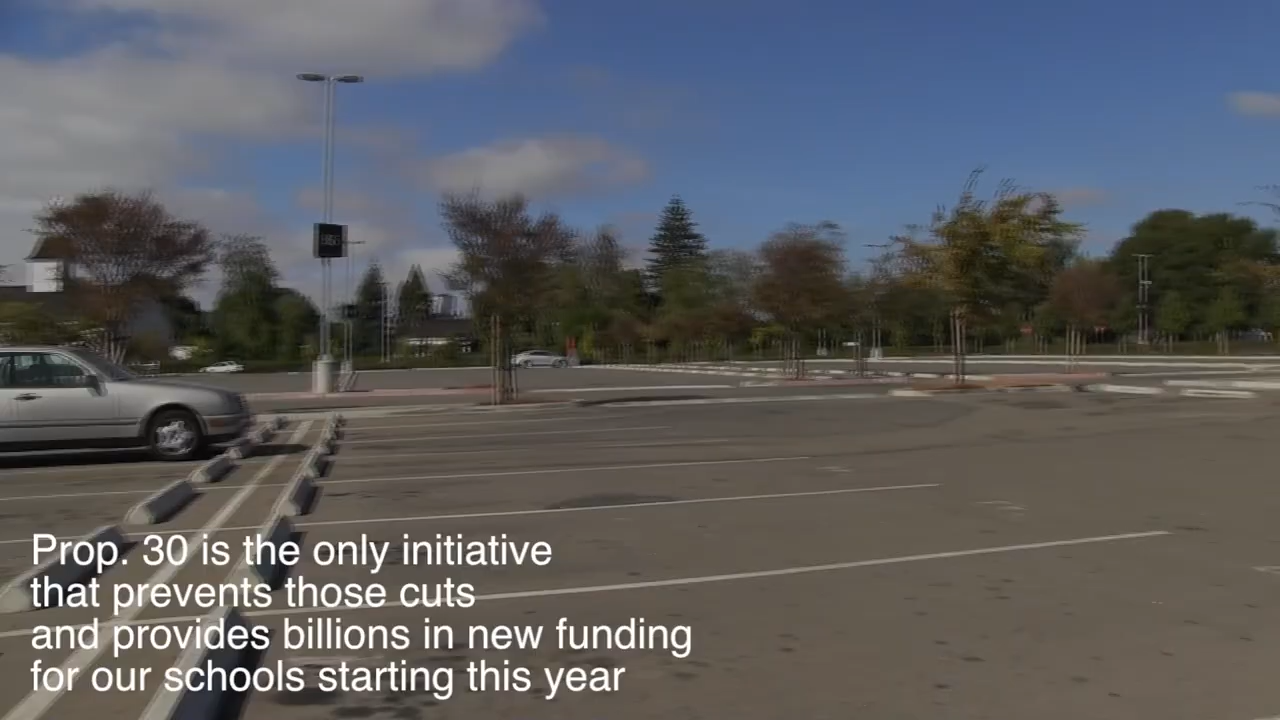 Prop. 30 is the only initiative
that prevents those cuts
and provides billions in new funding
for our schools starting this year